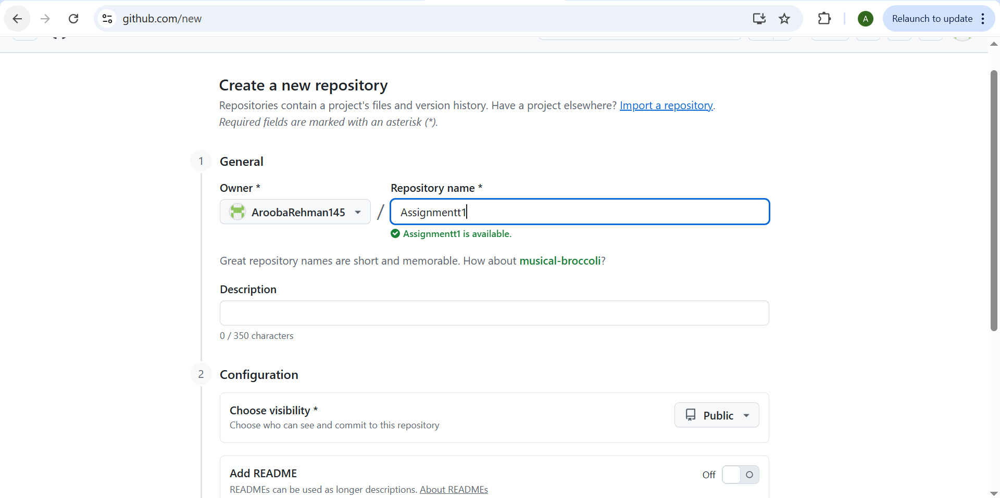 github.com/new
A
Relaunch to update
Create a new repository
Repositories contain a project's files and version history. Have a project elsewhere? Import a repository.
Required fields are marked with an asterisk (*).
1
General
Owner *
Repository name *
AroobaRehman145
/
Assignmentt1
Assignmentt1 is available.
Great repository names are short and memorable. How about musical-broccoli?
Description
0 / 350 characters
2
Configuration
Choose visibility *
Choose who can see and commit to this repository
Public
Add README
READMEs can be used as longer descriptions. About READMEs
Off